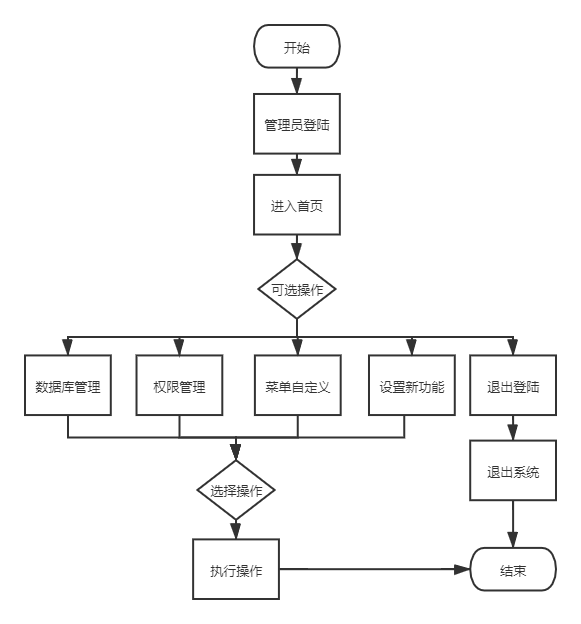 开始
管理员登陆
进入首页
可选操作
数据库管理
权限管理
菜单自定义
设置新功能
退出登陆
选择操作
退出系统
执行操作
结束